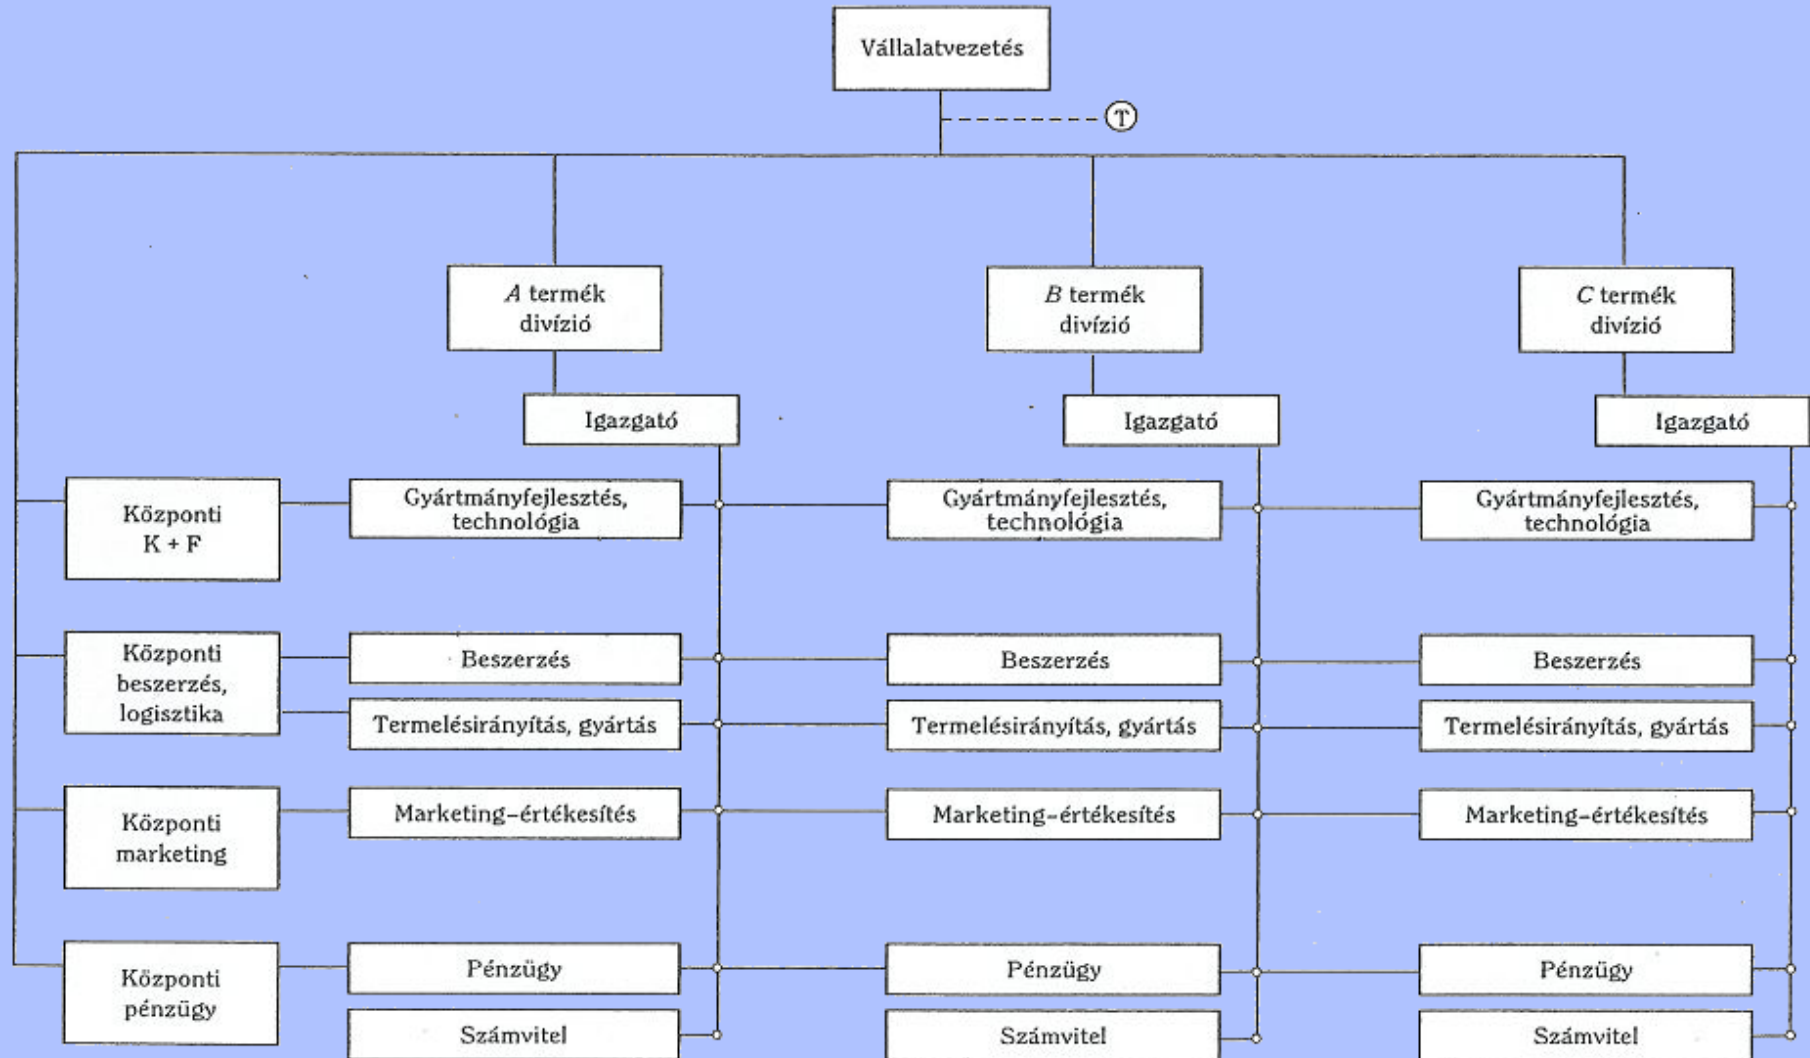 Vállalatvezetés
T
A termék
divízió
B termék
divízió
C termék
divízió
Igazgató
Igazgató
Igazgató
Központi
K + F
Gyártmányfejlesztés,
technológia
Gyártmányfejlesztés,
technológia
Gyártmányfejlesztés,
technológia
Központi
beszerzés,
logisztika
Beszerzés
Beszerzés
Beszerzés
Termelésirányítás, gyártás
Termelésirányítás, gyártás
Termelésirányítás, gyártás
Központi
marketing
Marketing–értékesítés
Marketing–értékesítés
Marketing–értékesítés
Központi
pénzügy
Pénzügy
Pénzügy
Pénzügy
Számvitel
Számvitel
Számvitel